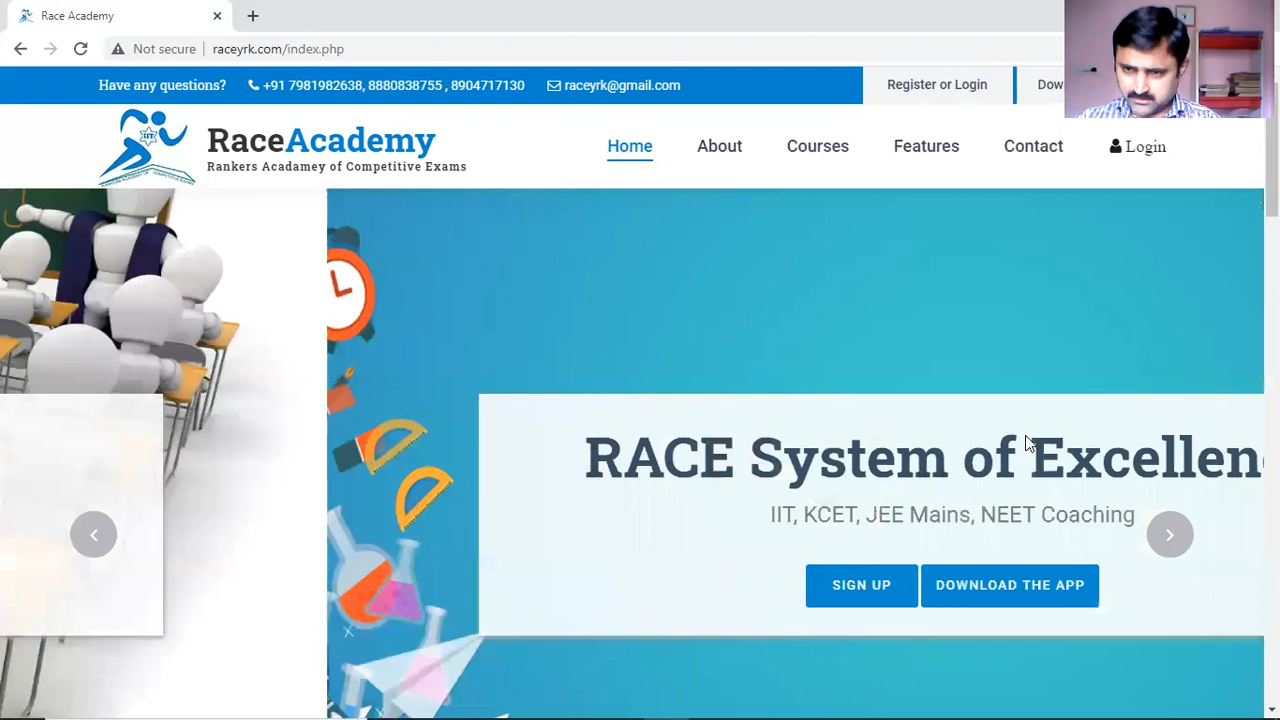 Race Academy
Not secure raceyrk.com/index.php
Have any questions? +91 7981982638, 8880838755 , 8904717130 raceyrk@gmail.com Register or Login
IIT
RaceAcademy
Rankers Acadamey of Competitive Exams
Home About Courses Features Contact Login
RACE System of
IIT, KCET, JEE Mains, NEET Coaching
SIGN UP DOWNLOAD THE APP